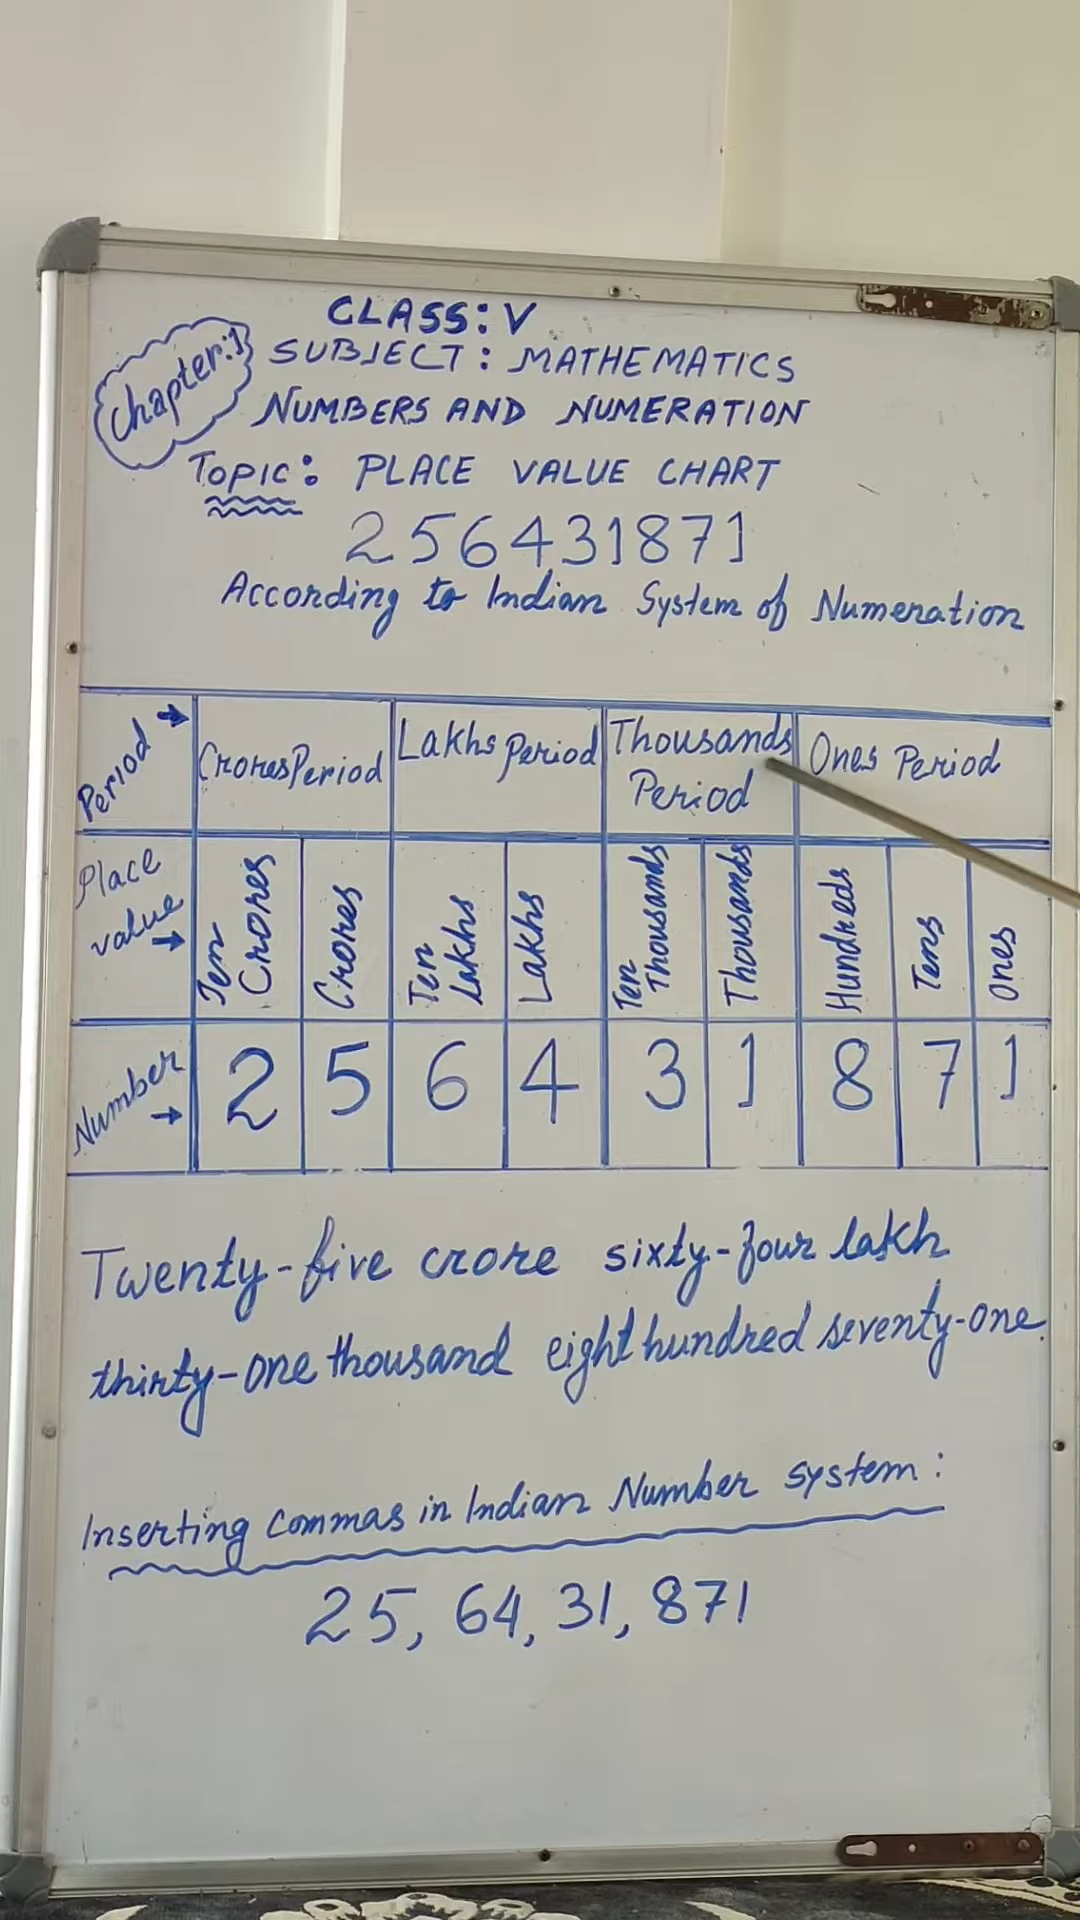 CLASS: V
Chapter:1
SUBJECT: MATHEMATICS
NUMBERS AND NUMERATION
TOPIC: PLACE VALUE CHART
256431871
According to Indian System of Numeration
Period → Crores Period Lakhs Period Thousands Period Ones Period
Place value → Ten Crores Crores Ten Lakhs Lakhs Ten Thousands Thousands Hundreds Tens Ones
Number → 2 5 6 4 3 1 8 7 1
Twenty-five crore sixty-four lakh
thirty-one thousand eight hundred seventy-one.
Inserting commas in Indian Number system:
25, 64, 31, 871